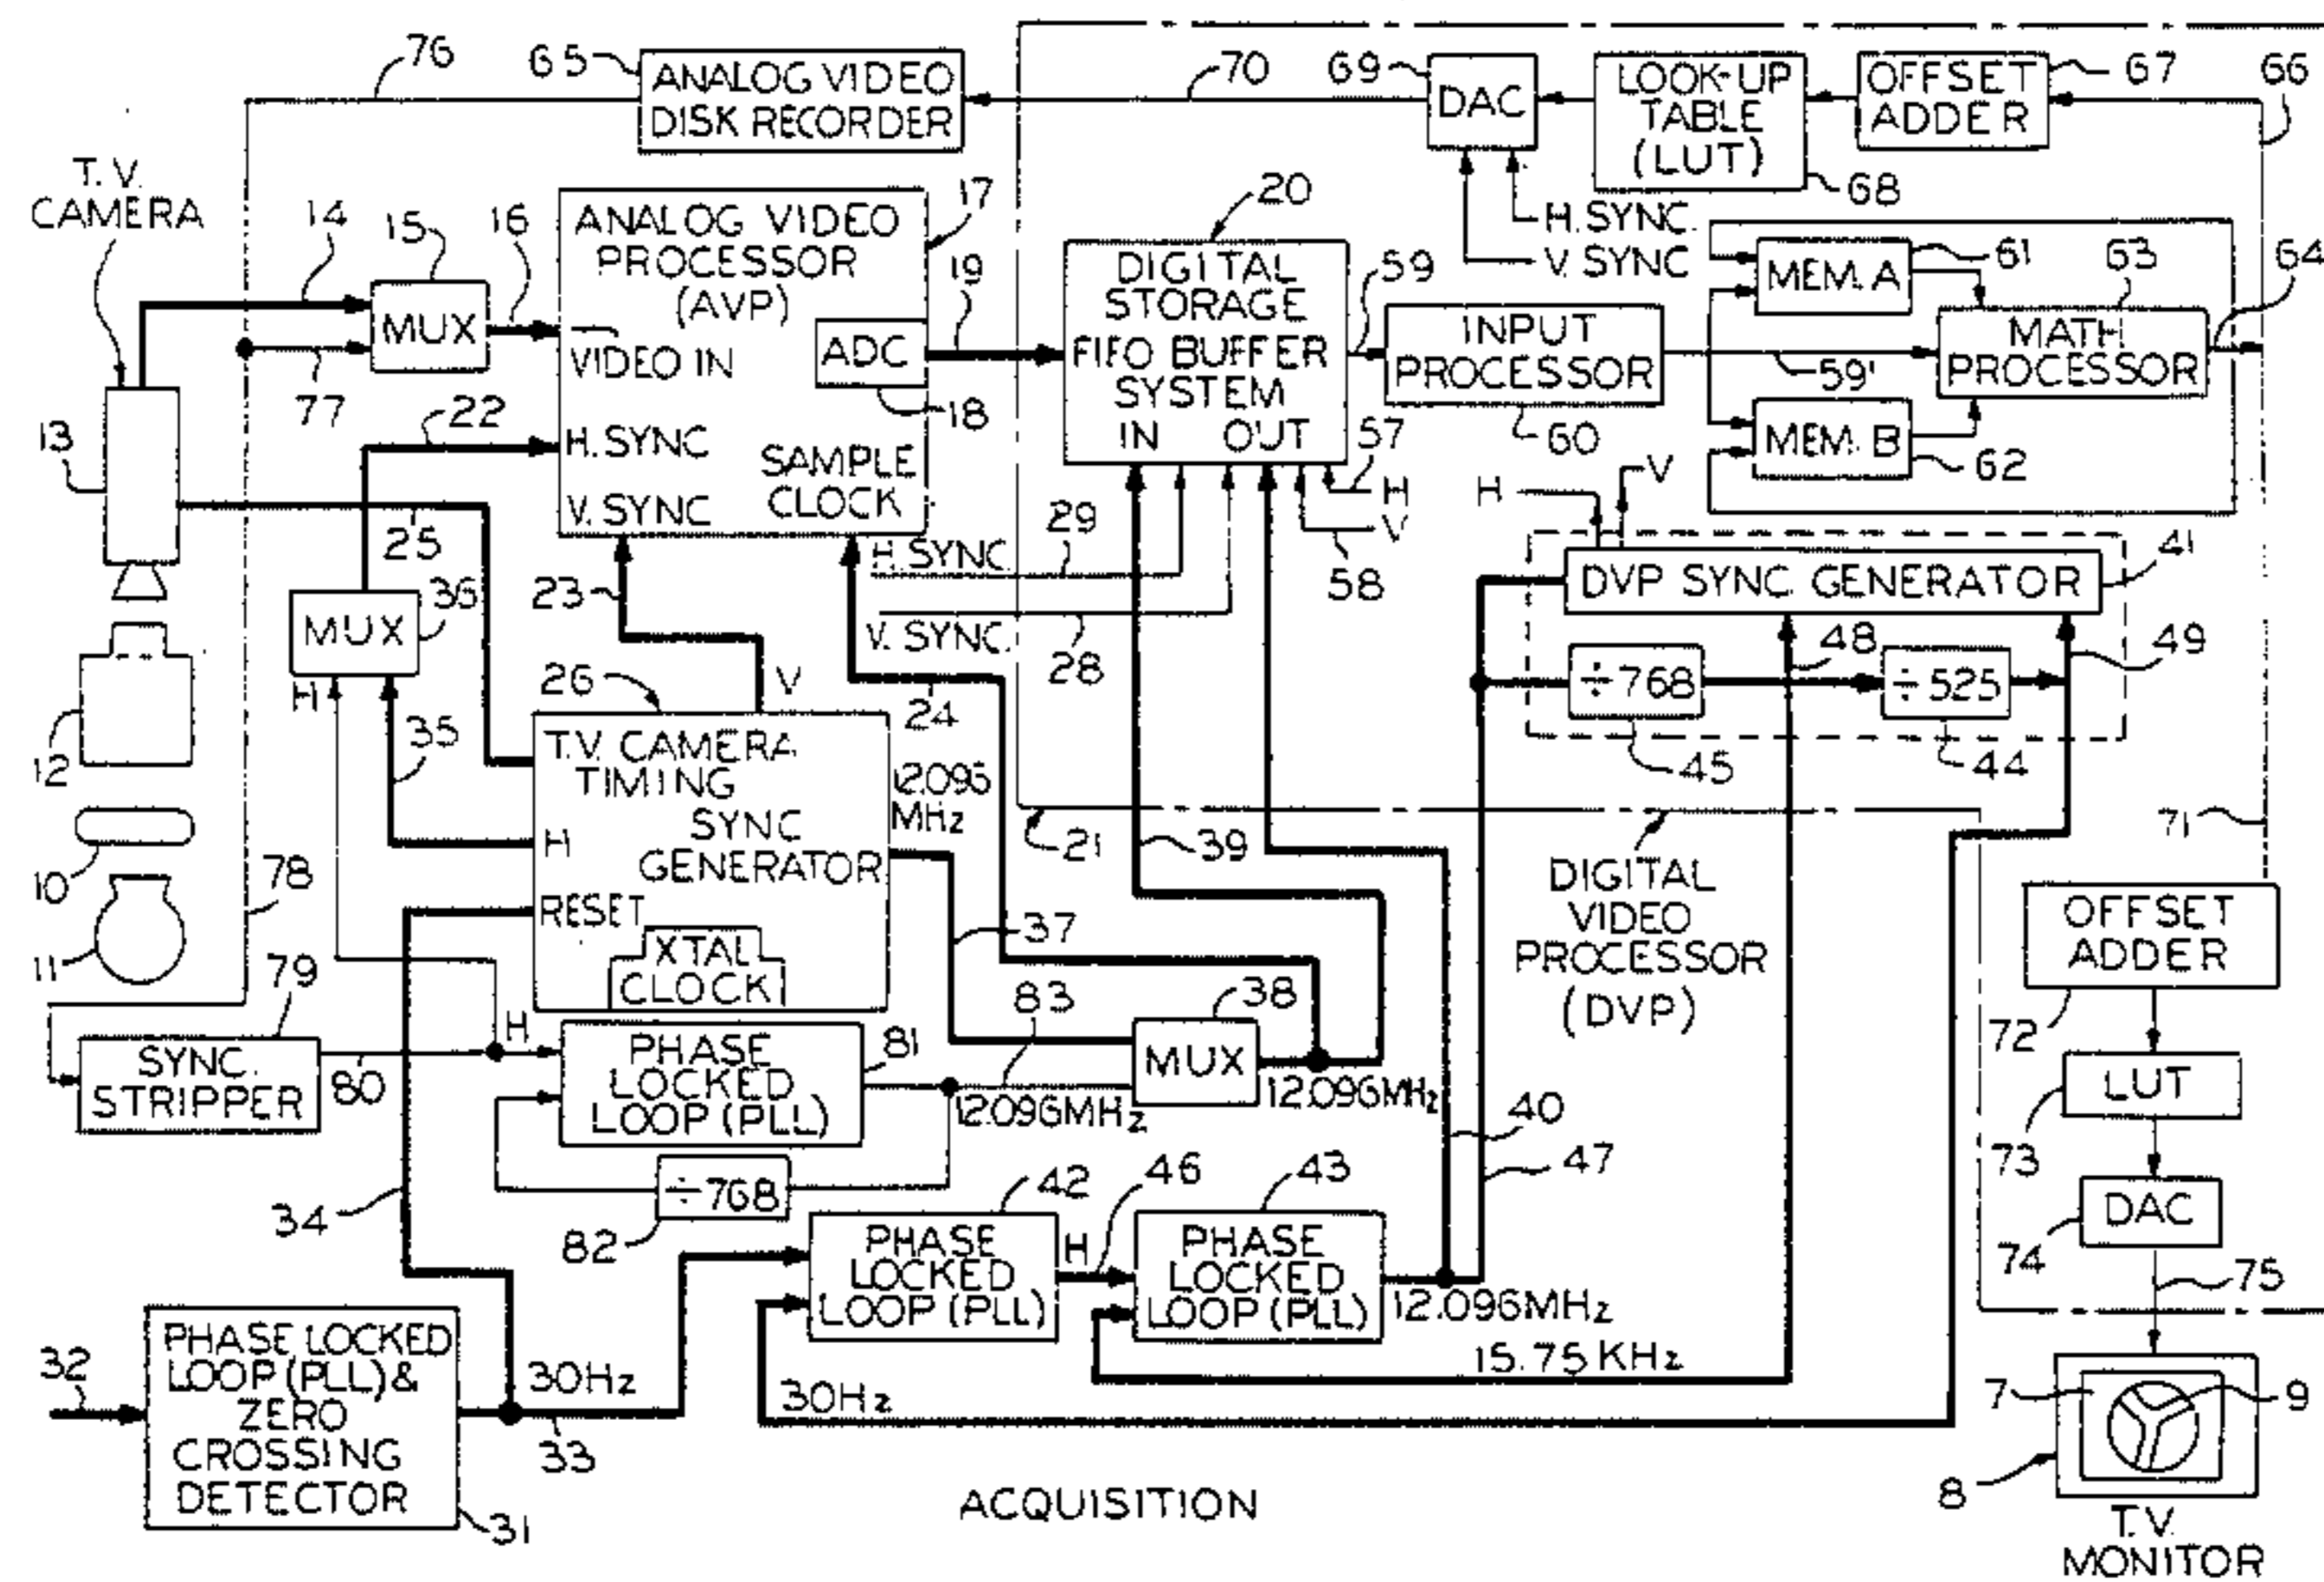 76
65
ANALOG VIDEO
DISK RECORDER
70
69
DAC
LOOK-UP
TABLE
(LUT)
68
OFFSET
ADDER
67
66
T.V.
CAMERA
14
15
16
MUX
77
ANALOG VIDEO
PROCESSOR
(AVP)
17
VIDEO IN
ADC
18
19
H.SYNC
V.SYNC
SAMPLE
CLOCK
20
DIGITAL
STORAGE
FIFO BUFFER
SYSTEM
IN OUT
59
H.SYNC.
V.SYNC
INPUT
PROCESSOR
60
59'
MEM. A
61
MEM. B
62
63
MATH
PROCESSOR
64
57
H
V
58
13
22
25
23
H.SYNC.
29
V.SYNC.
28
24
MUX
36
H
35
12
10
11
78
H
V
DVP SYNC. GENERATOR
41
48
49
÷768
45
÷525
44
26
V
T.V. CAMERA
TIMING
SYNC
GENERATOR
H
RESET
XTAL
CLOCK
12.096
MHz
37
39
21
DIGITAL
VIDEO
PROCESSOR
(DVP)
71
OFFSET
ADDER
72
LUT
73
DAC
74
75
79
SYNC.
STRIPPER
80
H
PHASE
LOCKED
LOOP (PLL)
81
83
12.096MHz
38
MUX
12.096MHz
÷768
82
34
42
PHASE
LOCKED
LOOP (PLL)
H
46
43
PHASE
LOCKED
LOOP (PLL)
40
47
12.096MHz
15.75 KHz
30Hz
32
PHASE LOCKED
LOOP (PLL) &
ZERO
CROSSING
DETECTOR
31
30Hz
33
7
9
8
T.V.
MONITOR
ACQUISITION